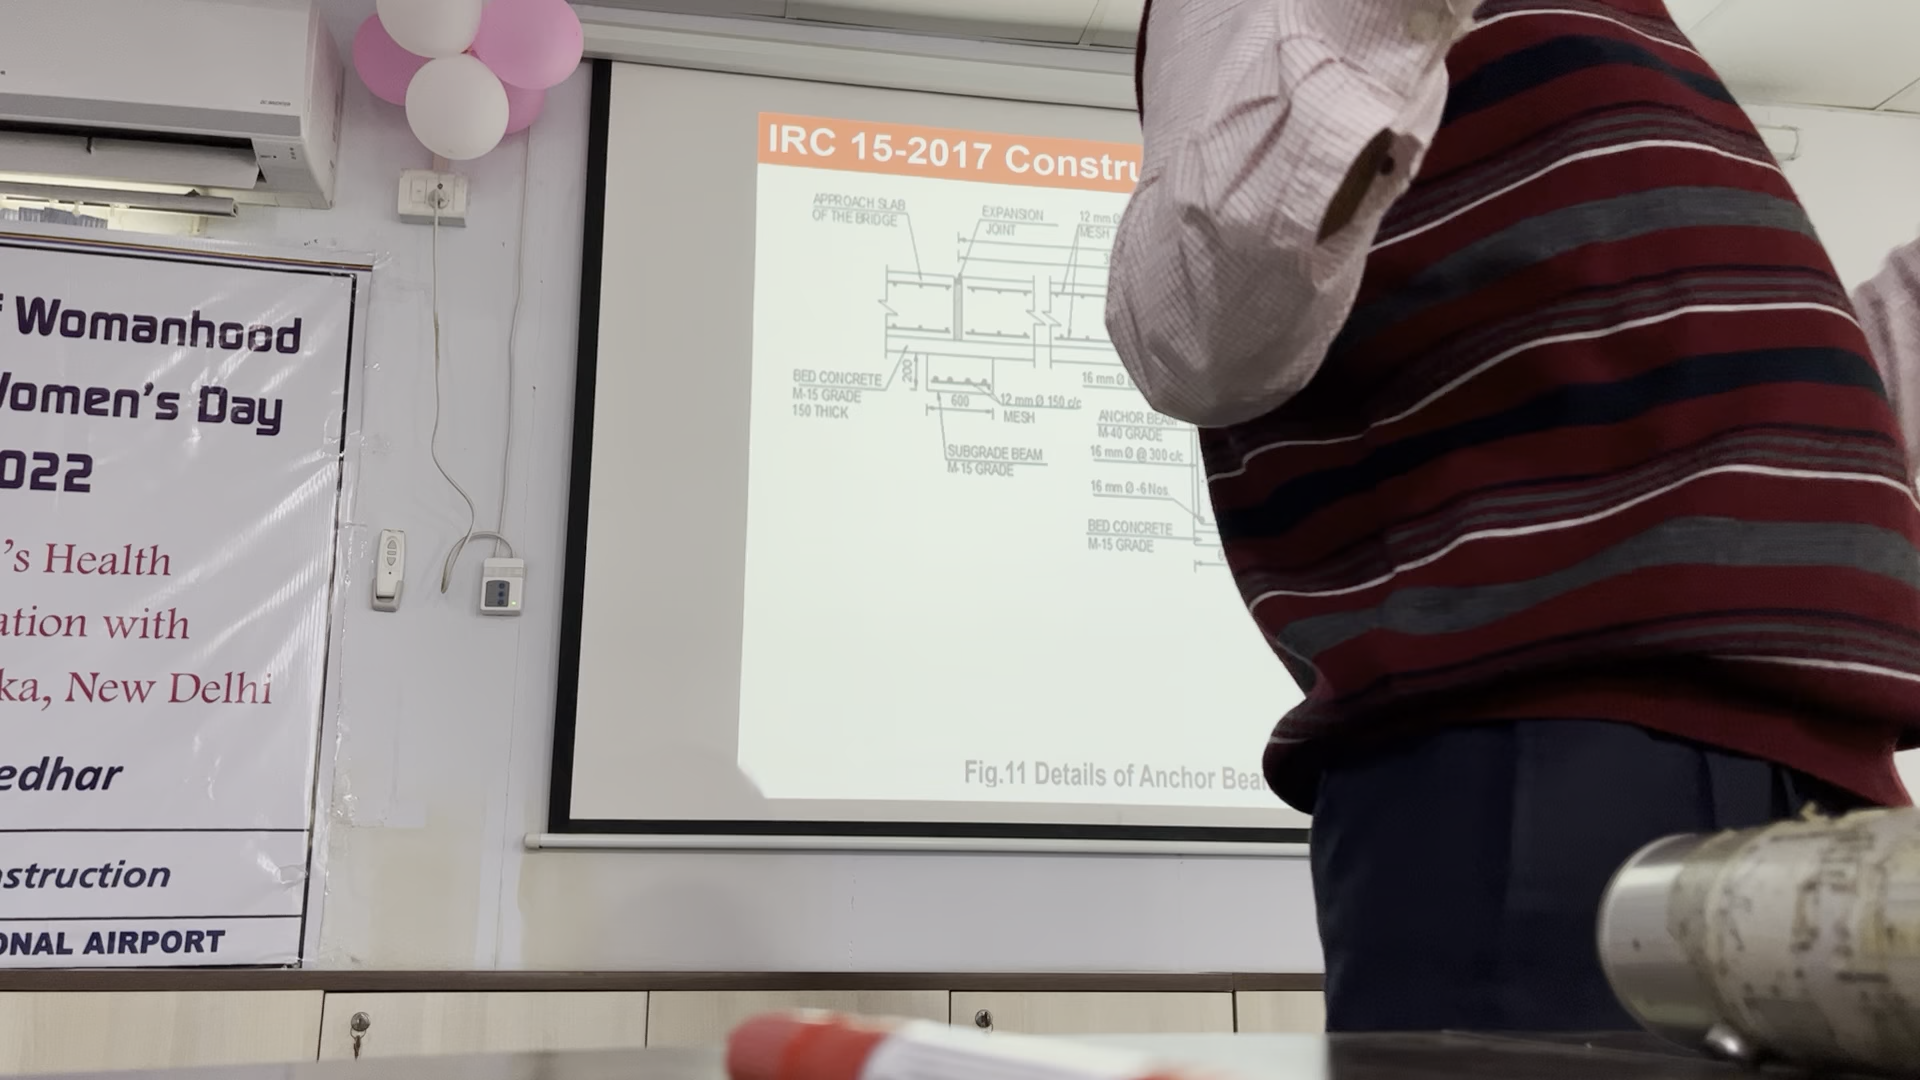 Womanhood
Women's Day
022
's Health
ation with
ka, New Delhi
edhar
struction
ONAL AIRPORT
IRC 15-2017 Constru
APPROACH SLAB
OF THE BRIDGE
EXPANSION
JOINT
12 mm Ø
MESH
BED CONCRETE
M-15 GRADE
150 THICK
200
600
12 mm Ø 150 c/c
MESH
SUBGRADE BEAM
M-15 GRADE
16 mm Ø
ANCHOR BEAM
M-40 GRADE
16 mm Ø @ 300 c/c
16 mm Ø -6 Nos.
BED CONCRETE
M-15 GRADE
Fig.11 Details of Anchor Bea